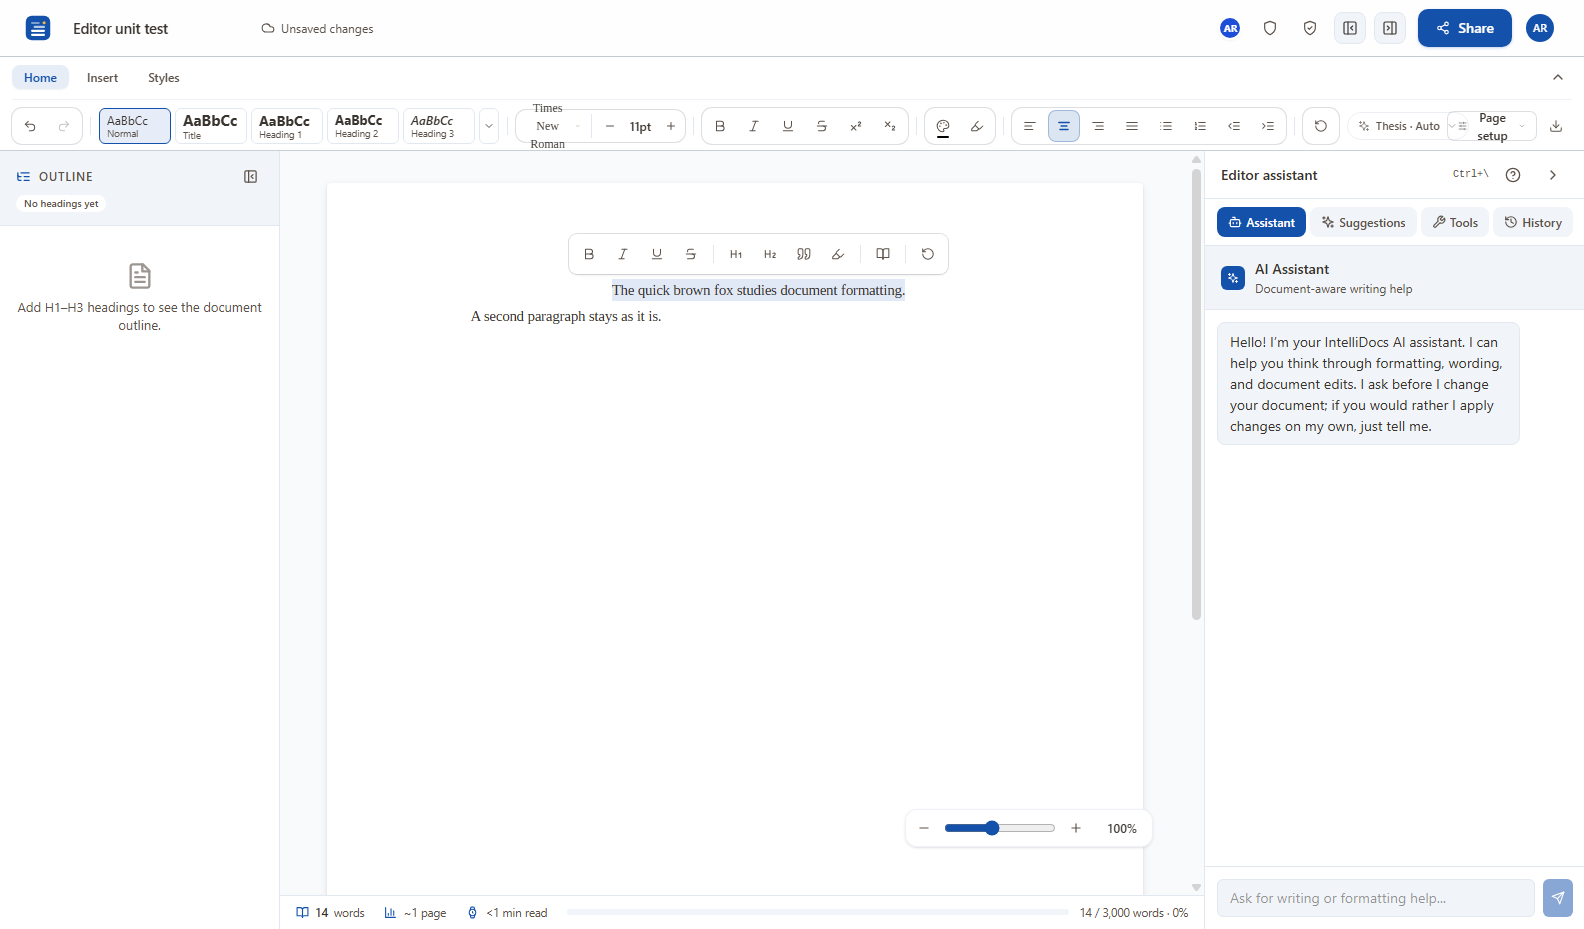 Editor unit test
Unsaved changes
AR
Share
AR
Home
Insert
Styles
AaBbCc
Normal
AaBbCc
Title
AaBbCc
Heading 1
AaBbCc
Heading 2
AaBbCc
Heading 3
Times
New
Roman
11pt
Thesis · Auto
Page
setup
OUTLINE
No headings yet
Add H1–H3 headings to see the document
outline.
H1
H2
The quick brown fox studies document formatting.
A second paragraph stays as it is.
100%
14 words
~1 page
<1 min read
14 / 3,000 words · 0%
Editor assistant
Ctrl+\
Assistant
Suggestions
Tools
History
AI Assistant
Document-aware writing help
Hello! I'm your IntelliDocs AI assistant. I can
help you think through formatting, wording,
and document edits. I ask before I change
your document; if you would rather I apply
changes on my own, just tell me.
Ask for writing or formatting help...